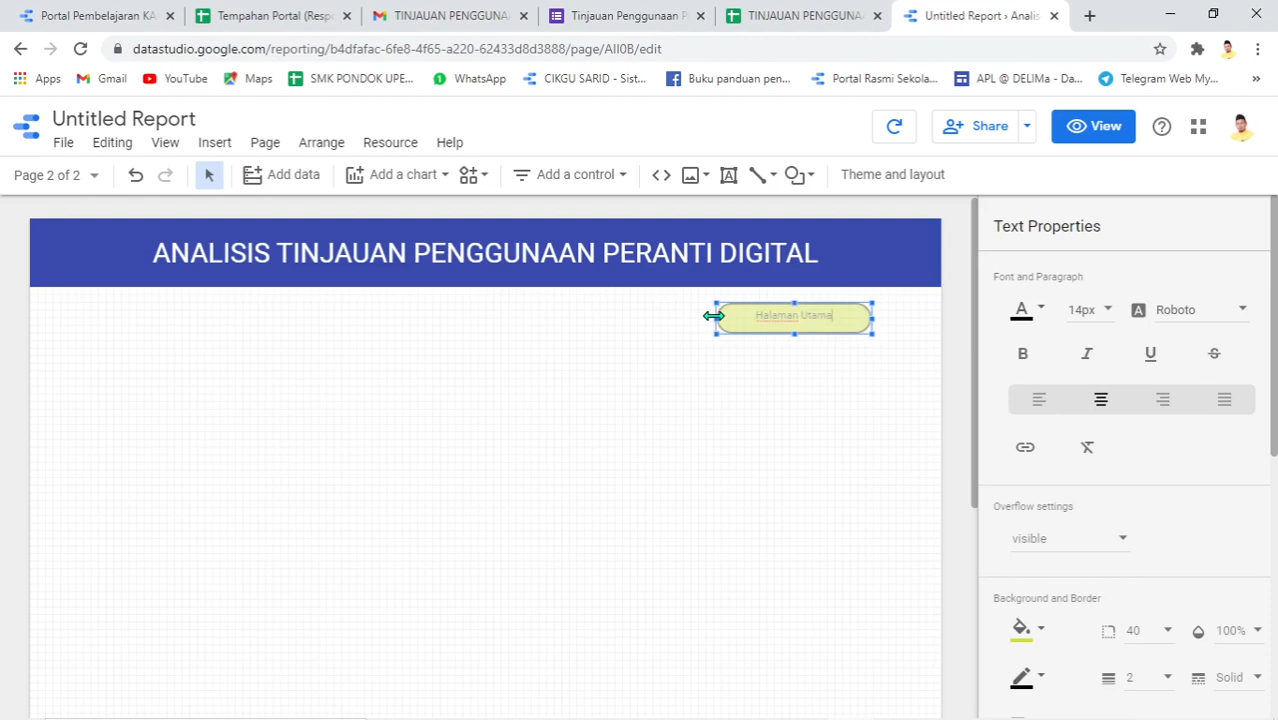 Portal Pembelajaran KA
Tempahan Portal (Respo
TINJAUAN PENGGUNA
Tinjauan Penggunaan P
TINJAUAN PENGGUNA
Untitled Report › Analis
datastudio.google.com/reporting/b4dfafac-6fe8-4f65-a220-62433d8d3888/page/AlI0B/edit
Apps
Gmail
YouTube
Maps
SMK PONDOK UPE...
WhatsApp
CIKGU SARID - Sist...
Buku panduan pen...
Portal Rasmi Sekola...
APL @ DELIMa - Da...
Telegram Web My...
Untitled Report
File Edit View Insert Page Arrange Resource Help
Share
View
Page 2 of 2
Add data
Add a chart
Add a control
Theme and layout
ANALISIS TINJAUAN PENGGUNAAN PERANTI DIGITAL
Halaman Utama
Text Properties
Font and Paragraph
A 14px A Roboto
B I U S
Overflow settings
visible
Background and Border
40 100%
2 Solid